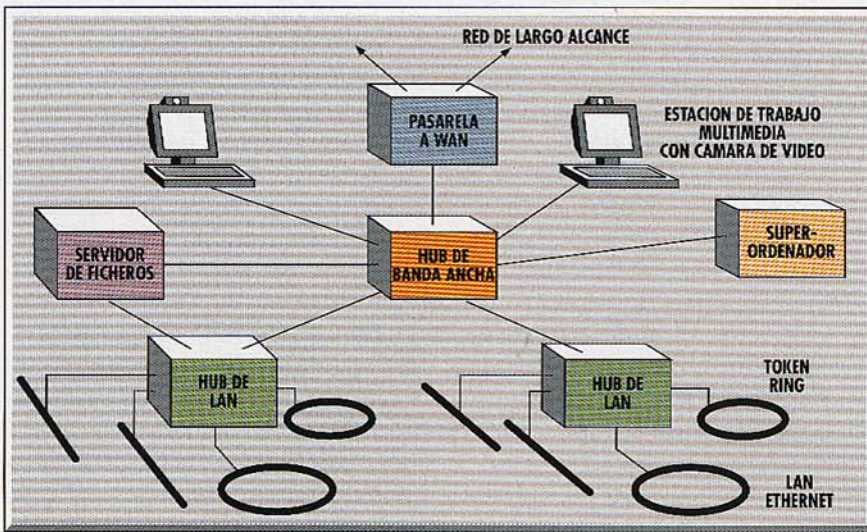 RED DE LARGO ALCANCE
PASARELA
A WAN
ESTACION DE TRABAJO
MULTIMEDIA
CON CAMARA DE VIDEO
SERVIDOR
DE FICHEROS
HUB DE
BANDA ANCHA
SUPER-
ORDENADOR
HUB DE
LAN
HUB DE
LAN
TOKEN
RING
LAN
ETHERNET